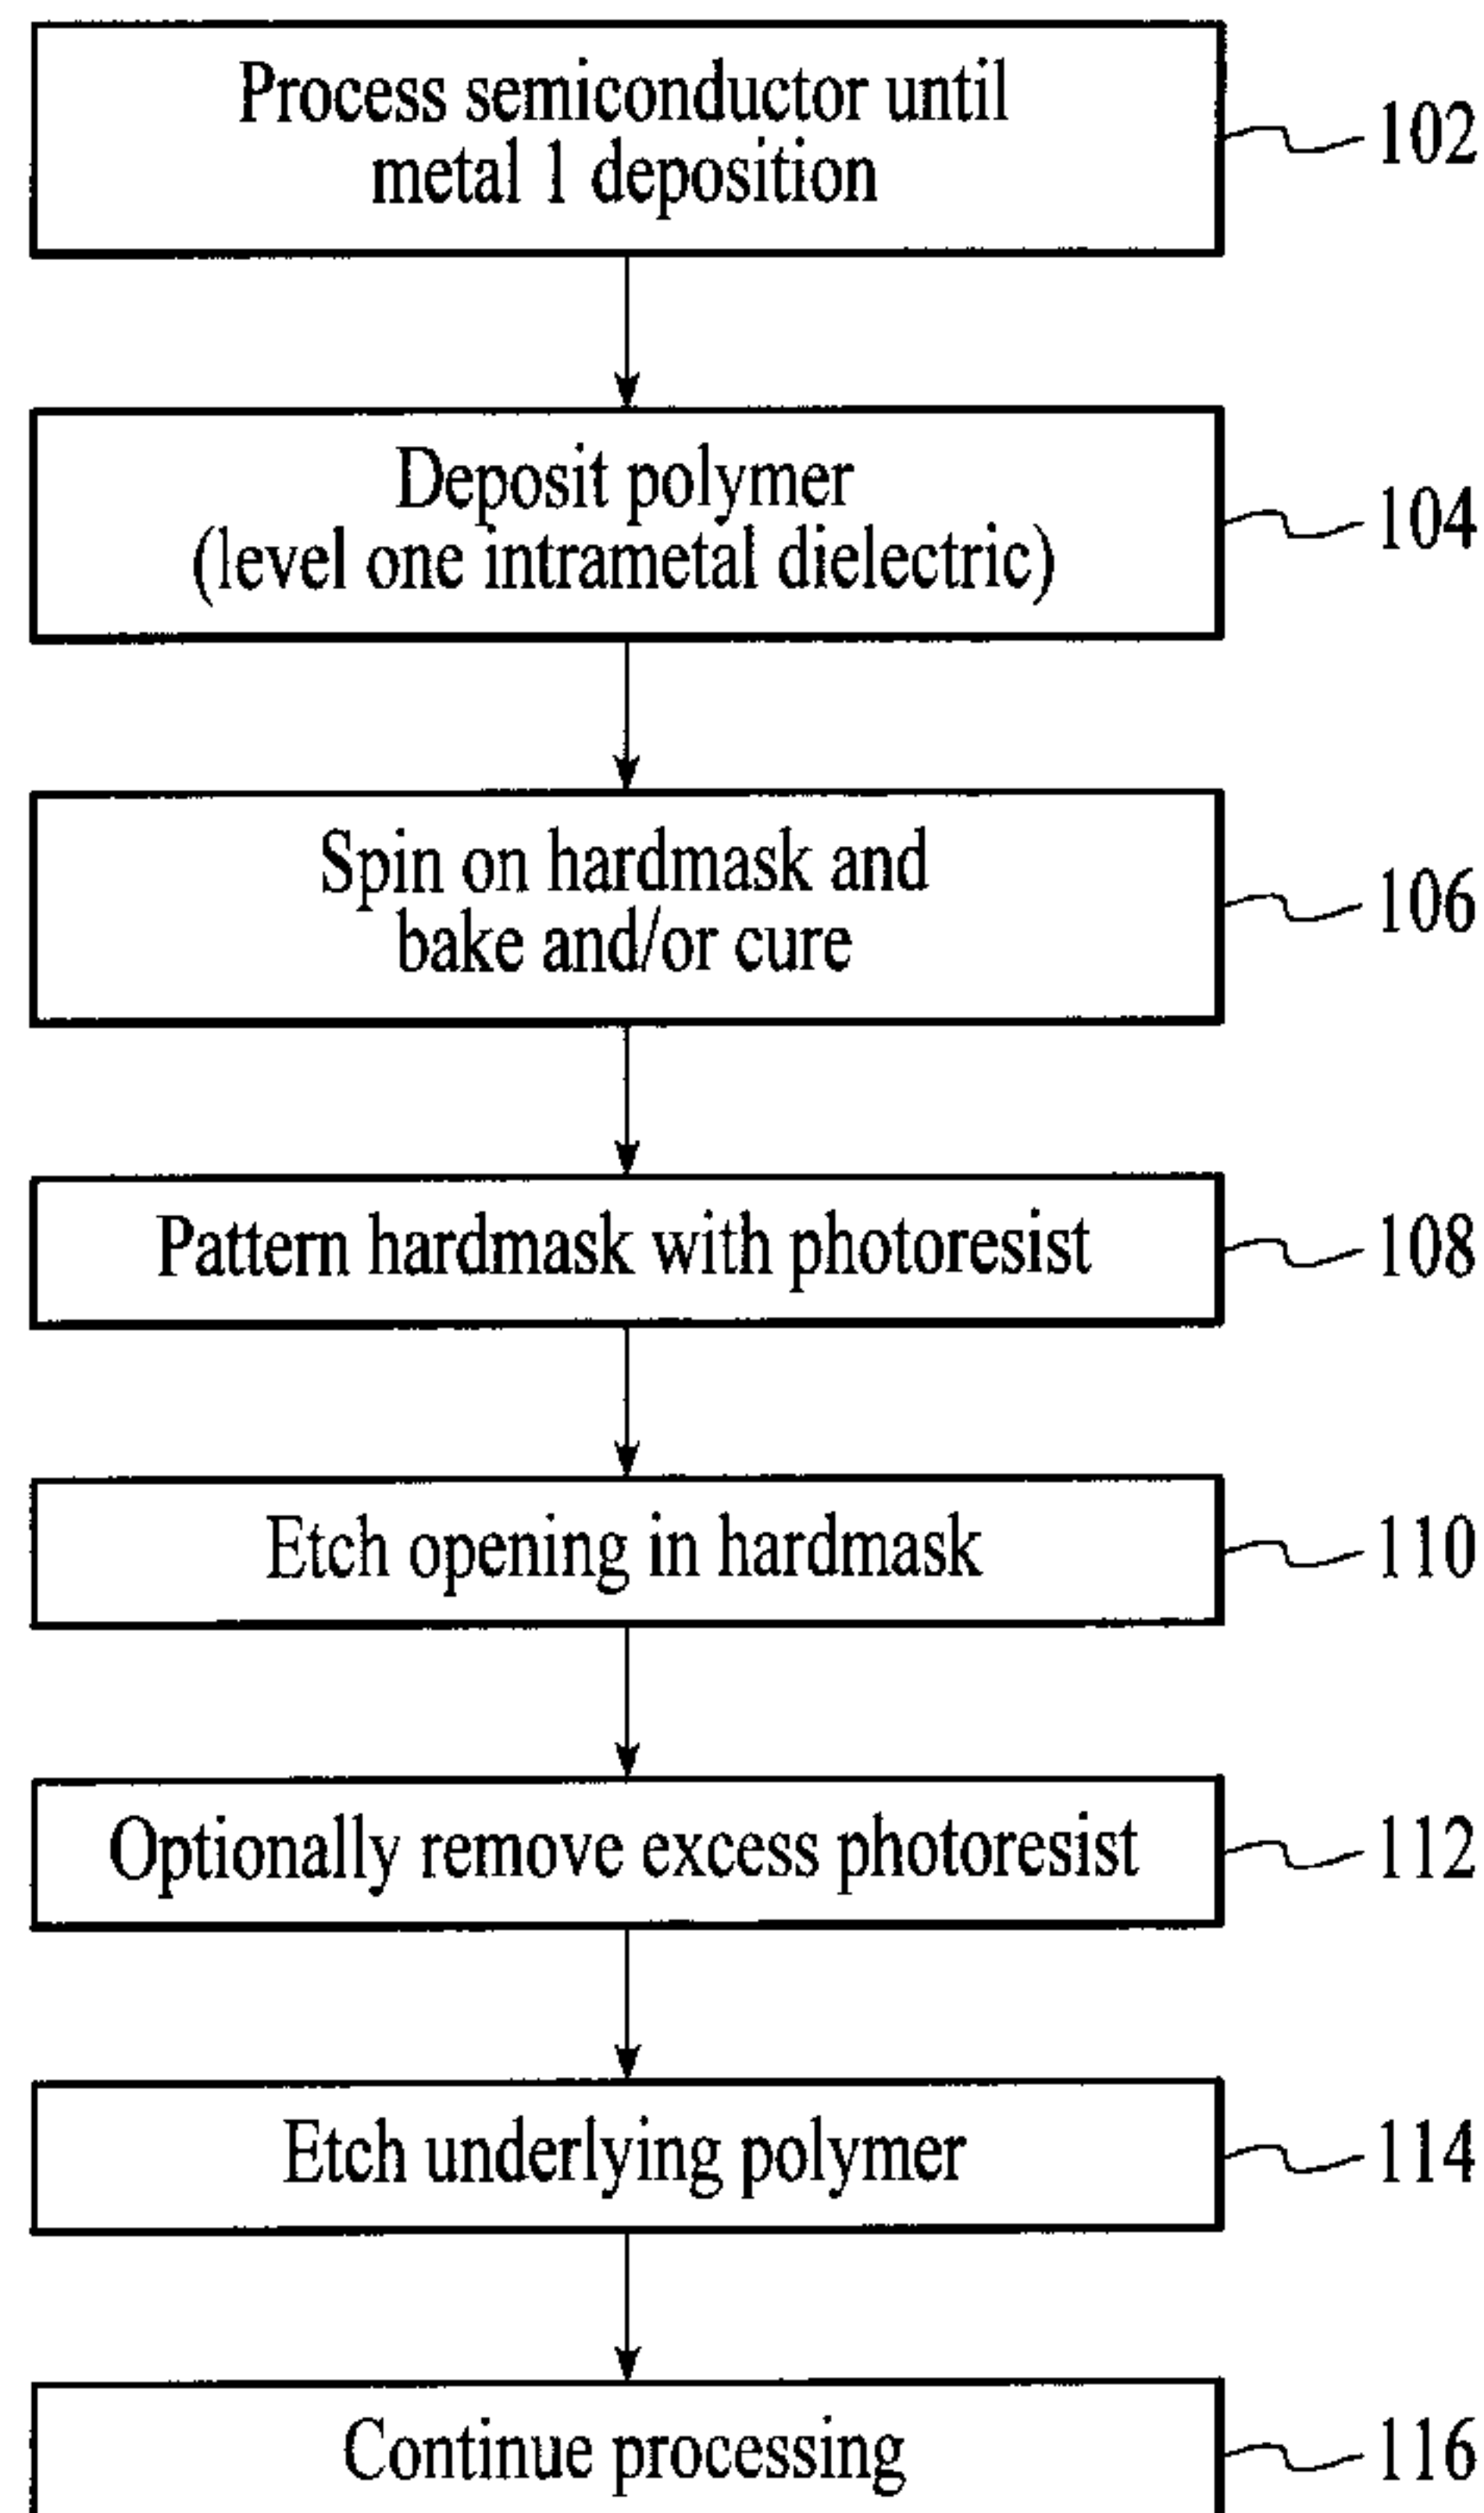 Process semiconductor until
metal 1 deposition
102
Deposit polymer
(level one intrametal dielectric)
104
Spin on hardmask and
bake and/or cure
106
Pattern hardmask with photoresist
108
Etch opening in hardmask
110
Optionally remove excess photoresist
112
Etch underlying polymer
114
Continue processing
116